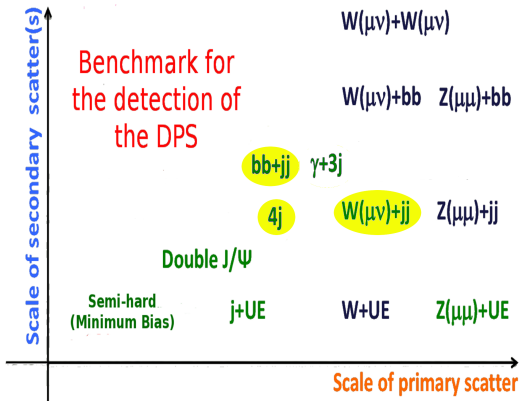 Scale of secondary scatter(s)
Benchmark for
the detection of
the DPS
W(μν)+W(μν)
W(μν)+bb Z(μμ)+bb
bb+jj γ+3j
4j W(μν)+jj Z(μμ)+jj
Double J/Ψ
Semi-hard
(Minimum Bias) j+UE W+UE Z(μμ)+UE
Scale of primary scatter